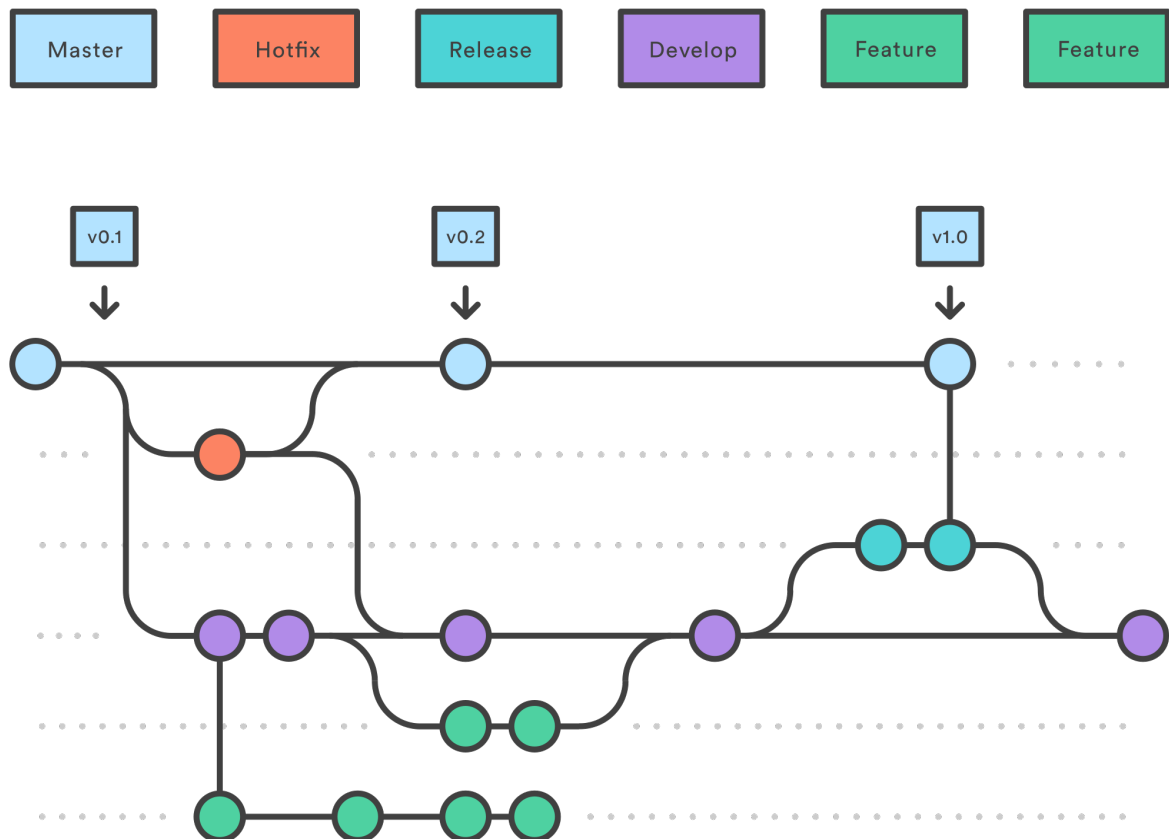 Master
Hotfix
Release
Develop
Feature
Feature
v0.1
v0.2
v1.0